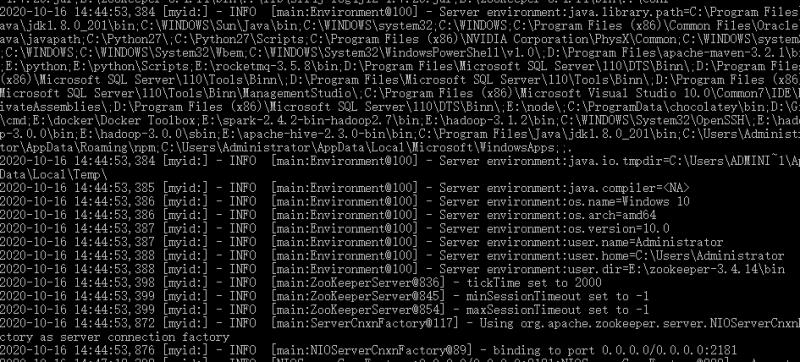 2020-10-16 14:44:53,384 [myid:] - INFO  [main:Environment@100] - Server environment:java.library.path=C:\Program Files\J
ava\jdk1.8.0_201\bin;C:\WINDOWS\Sun\Java\bin;C:\WINDOWS\system32;C:\WINDOWS;C:\Program Files (x86)\Common Files\Oracle\J
ava\javapath;C:\Python27\;C:\Python27\Scripts;C:\Program Files (x86)\NVIDIA Corporation\PhysX\Common;C:\WINDOWS\system32
;C:\WINDOWS;C:\WINDOWS\System32\Wbem;C:\WINDOWS\System32\WindowsPowerShell\v1.0\;D:\Program Files\apache-maven-3.2.1\bin
;E:\python;E:\python\Scripts;E:\rocketmq-3.5.8\bin;D:\Program Files\Microsoft SQL Server\110\DTS\Binn\;D:\Program Files
(x86)\Microsoft SQL Server\110\Tools\Binn\;D:\Program Files\Microsoft SQL Server\110\Tools\Binn\;D:\Program Files (x86)\
Microsoft SQL Server\110\Tools\Binn\ManagementStudio\;C:\Program Files (x86)\Microsoft Visual Studio 10.0\Common7\IDE\Pr
ivateAssemblies\;D:\Program Files (x86)\Microsoft SQL Server\110\DTS\Binn\;E:\node\;C:\ProgramData\chocolatey\bin;D:\Gi
\cmd;E:\docker\Docker Toolbox;E:\spark-2.4.2-bin-hadoop2.7\bin;E:\hadoop-3.1.2\bin;C:\WINDOWS\System32\OpenSSH\;E:\hadoo
p-3.0.0\bin;E:\hadoop-3.0.0\sbin;E:\apache-hive-2.3.0-bin\bin;C:\Program Files\Java\jdk1.8.0_201\bin;C:\Users\Administra
tor\AppData\Roaming\npm;C:\Users\Administrator\AppData\Local\Microsoft\WindowsApps;;.
2020-10-16 14:44:53,384 [myid:] - INFO  [main:Environment@100] - Server environment:java.io.tmpdir=C:\Users\ADMINI~1\App
Data\Local\Temp\
2020-10-16 14:44:53,385 [myid:] - INFO  [main:Environment@100] - Server environment:java.compiler=<NA>
2020-10-16 14:44:53,386 [myid:] - INFO  [main:Environment@100] - Server environment:os.name=Windows 10
2020-10-16 14:44:53,386 [myid:] - INFO  [main:Environment@100] - Server environment:os.arch=amd64
2020-10-16 14:44:53,387 [myid:] - INFO  [main:Environment@100] - Server environment:os.version=10.0
2020-10-16 14:44:53,387 [myid:] - INFO  [main:Environment@100] - Server environment:user.name=Administrator
2020-10-16 14:44:53,388 [myid:] - INFO  [main:Environment@100] - Server environment:user.home=C:\Users\Administrator
2020-10-16 14:44:53,388 [myid:] - INFO  [main:Environment@100] - Server environment:user.dir=E:\zookeeper-3.4.14\bin
2020-10-16 14:44:53,398 [myid:] - INFO  [main:ZooKeeperServer@836] - tickTime set to 2000
2020-10-16 14:44:53,399 [myid:] - INFO  [main:ZooKeeperServer@845] - minSessionTimeout set to -1
2020-10-16 14:44:53,399 [myid:] - INFO  [main:ZooKeeperServer@854] - maxSessionTimeout set to -1
2020-10-16 14:44:53,872 [myid:] - INFO  [main:ServerCnxnFactory@117] - Using org.apache.zookeeper.server.NIOServerCnxnFa
ctory as server connection factory
2020-10-16 14:44:53,876 [myid:] - INFO  [main:NIOServerCnxnFactory@89] - binding to port 0.0.0.0/0.0.0.0:2181